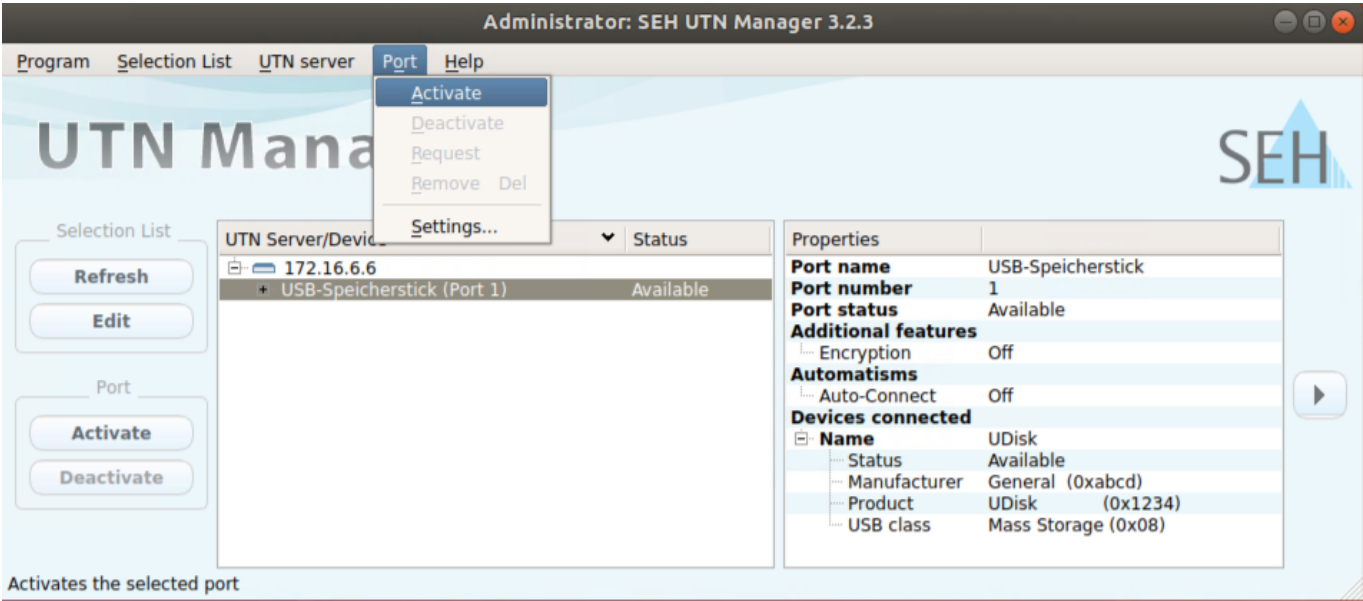 Administrator: SEH UTN Manager 3.2.3
Program Selection List UTN server Port Help
Activate
Deactivate
Request
Remove Del
Settings...
UTN Mana
SEH
Selection List
Refresh
Edit
Port
Activate
Deactivate
UTN Server/Device Status
172.16.6.6
USB-Speicherstick (Port 1) Available
Properties
Port name USB-Speicherstick
Port number 1
Port status Available
Additional features
Encryption Off
Automatisms
Auto-Connect Off
Devices connected
Name UDisk
Status Available
Manufacturer General (0xabcd)
Product UDisk (0x1234)
USB class Mass Storage (0x08)
Activates the selected port